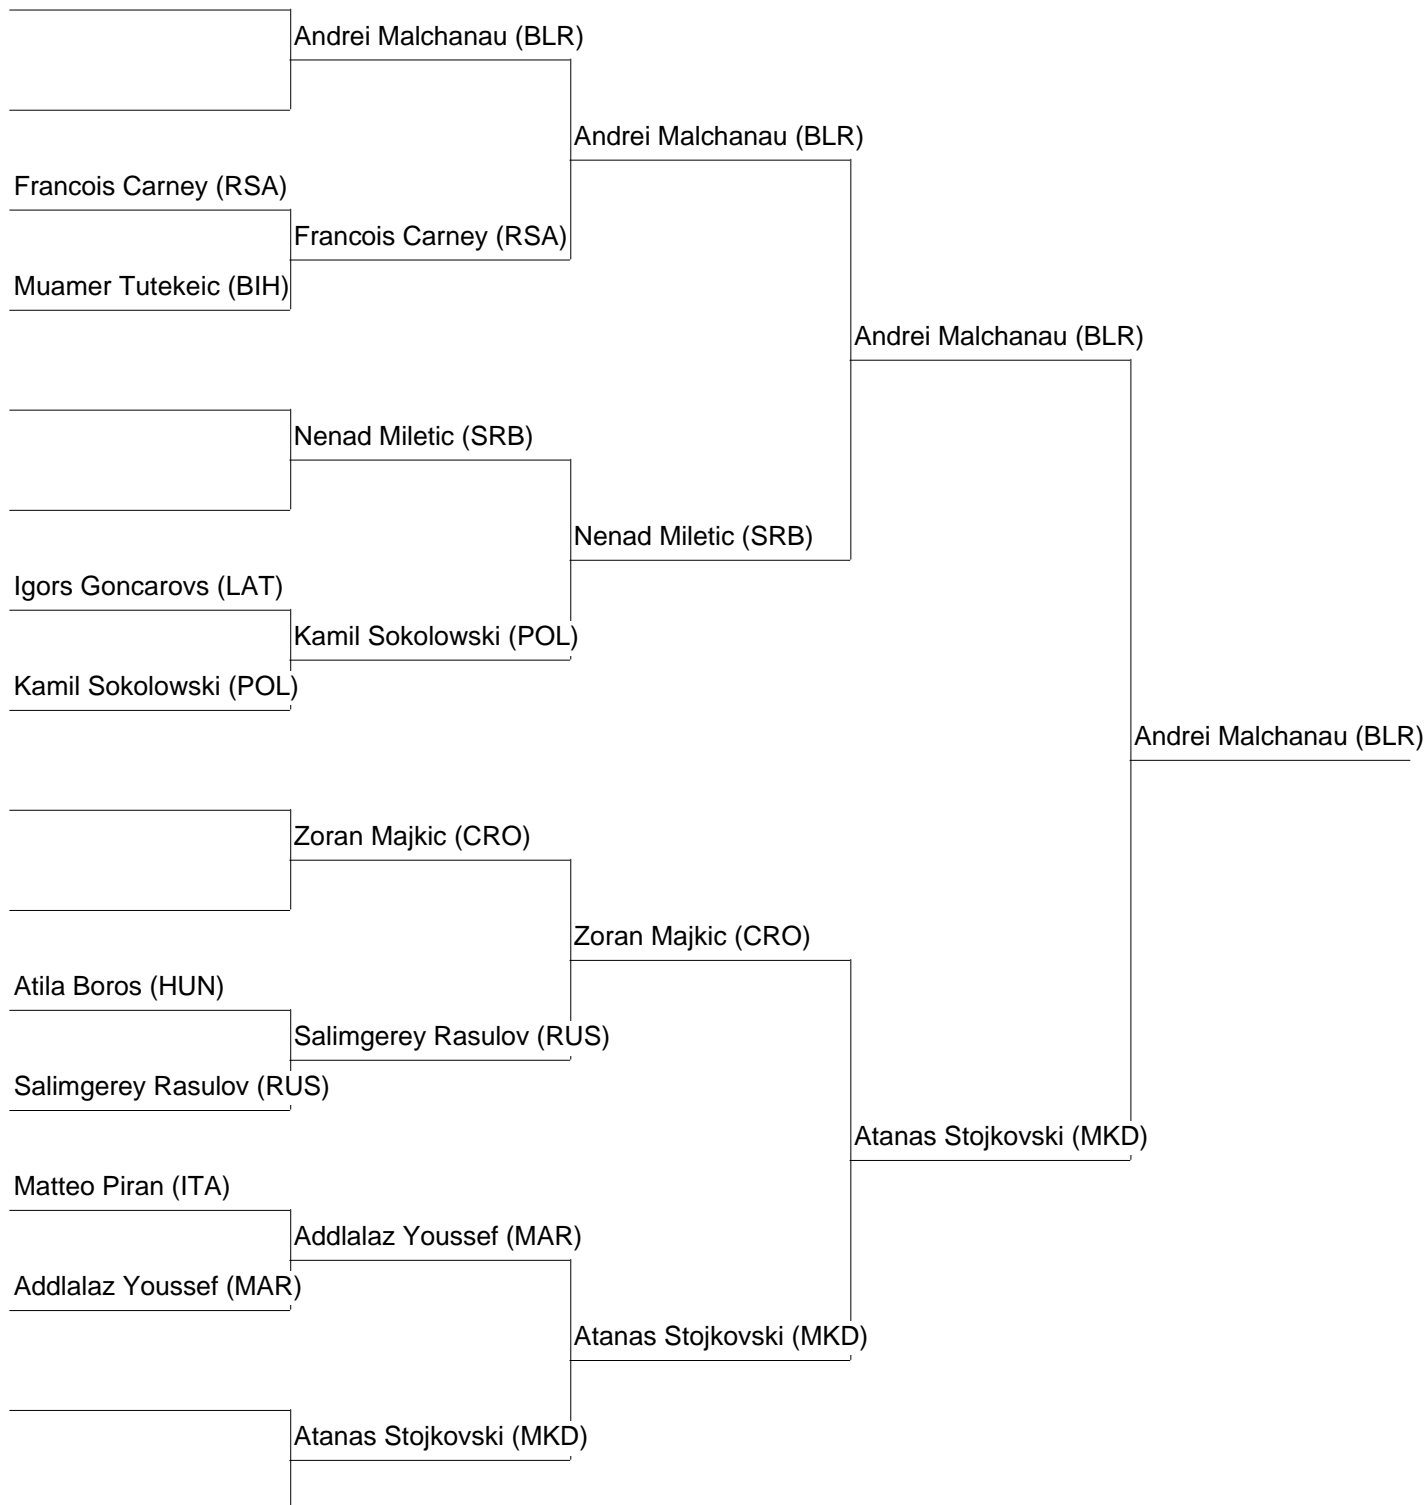 Andrei Malchanau (BLR)
Andrei Malchanau (BLR)
Francois Carney (RSA)
Francois Carney (RSA)
Muamer Tutekeic (BIH)
Andrei Malchanau (BLR)
Nenad Miletic (SRB)
Nenad Miletic (SRB)
Igors Goncarovs (LAT)
Kamil Sokolowski (POL)
Kamil Sokolowski (POL)
Andrei Malchanau (BLR)
Zoran Majkic (CRO)
Zoran Majkic (CRO)
Atila Boros (HUN)
Salimgerey Rasulov (RUS)
Salimgerey Rasulov (RUS)
Atanas Stojkovski (MKD)
Matteo Piran (ITA)
Addlalaz Youssef (MAR)
Addlalaz Youssef (MAR)
Atanas Stojkovski (MKD)
Atanas Stojkovski (MKD)